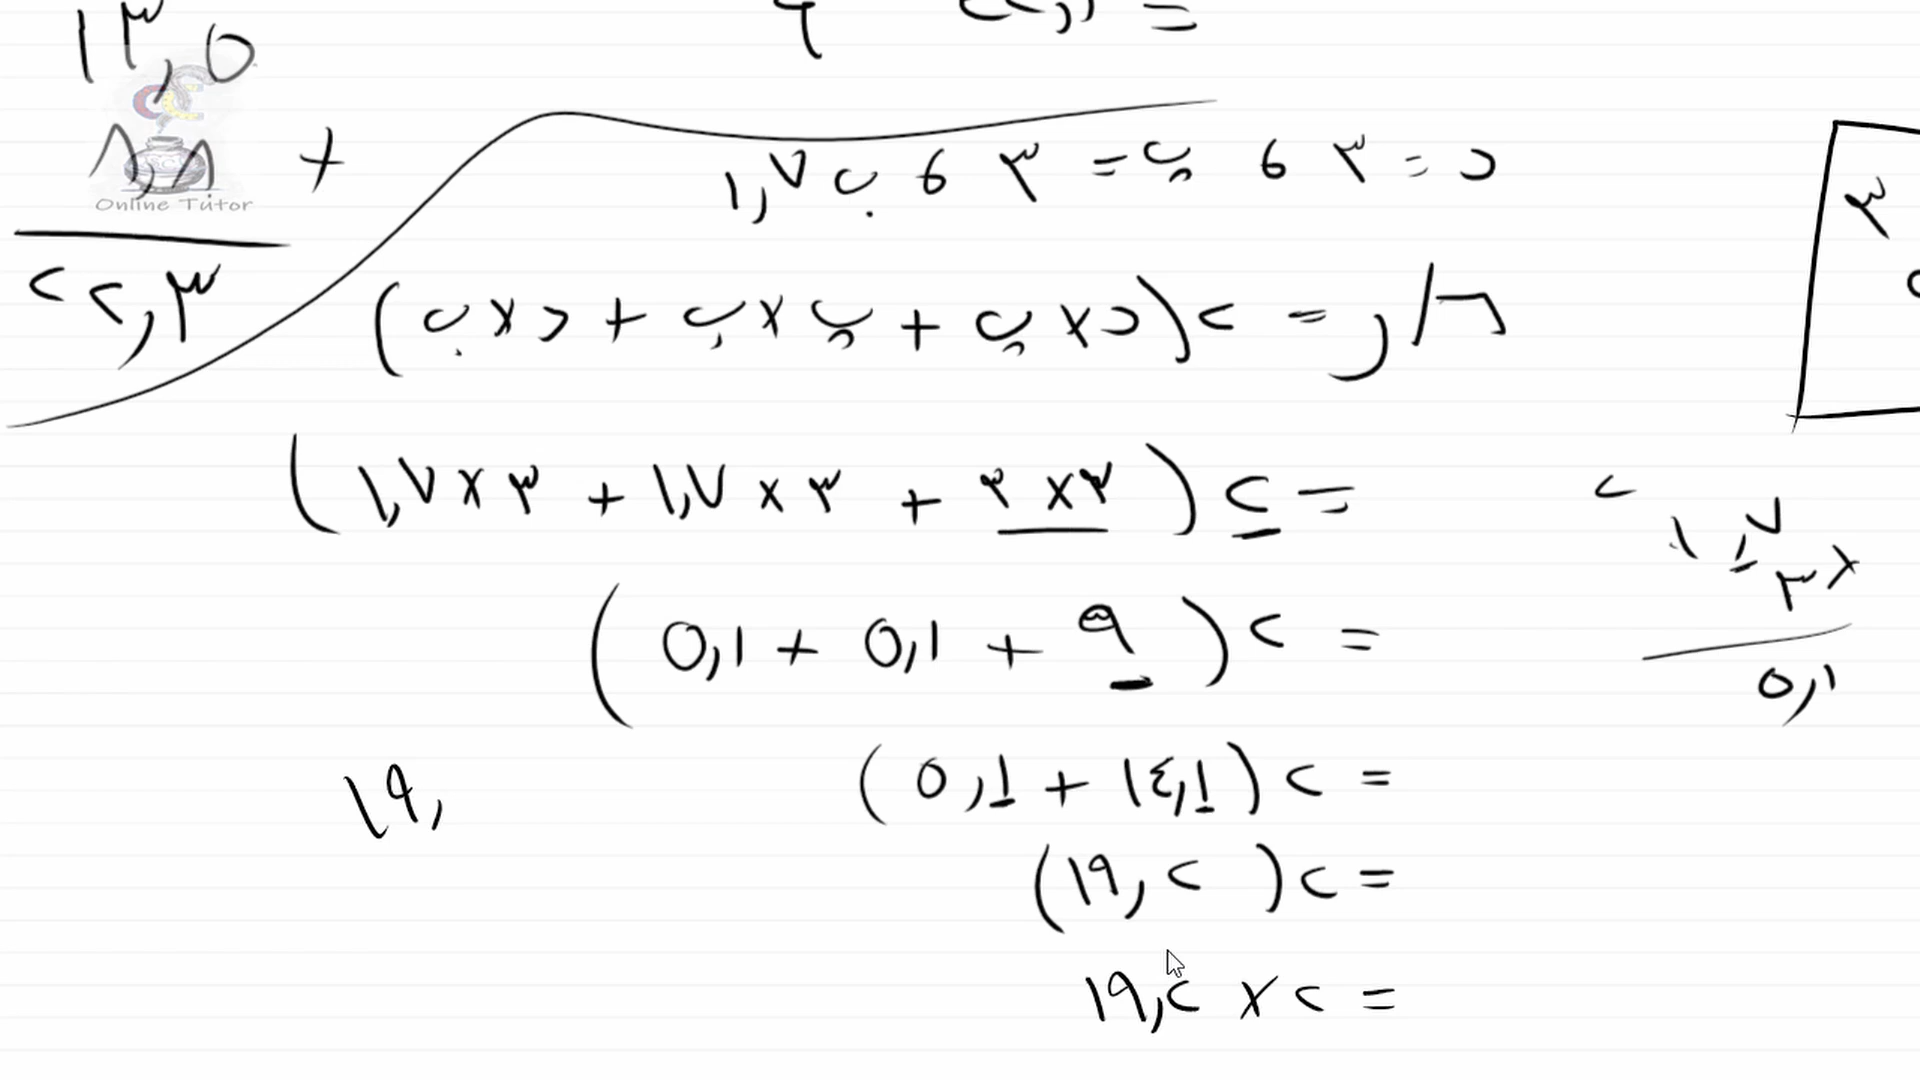 ١٣,٥
٨,٨ +
٢٢,٣
Online Tutor
د = ٣ ، ى = ٣ ، ب ١,٧
= ٢(د × ى + ى × ب + د × ب)
= ٢(٣ × ٣ + ٣ × ١,٧ + ٣ × ١,٧)
= ٢(٩ + ٥,١ + ٥,١)
= ٢(١٤,١ + ٥,١)
= ٢(١٩,٢)
= ٢ × ١٩,٢
١٩,
٣
٢
١,٧
× ٣
٥,١